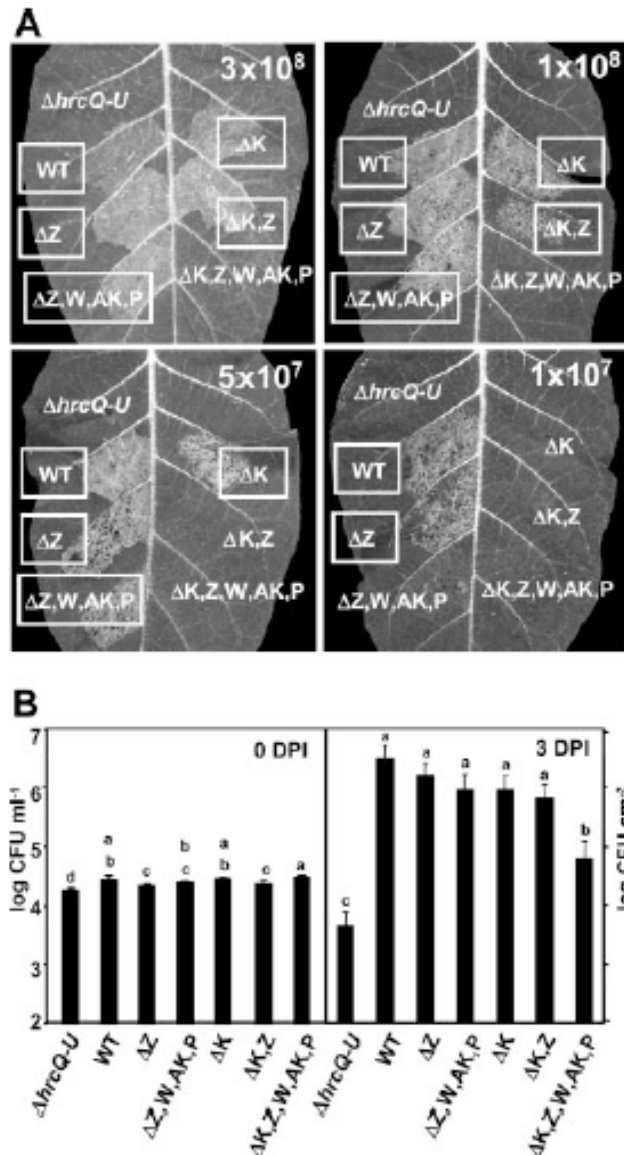 A
3x10⁸
ΔhrcQ-U
ΔK
WT
ΔZ
ΔK,Z
ΔZ,W,AK,P
ΔK,Z,W,AK,P
1x10⁸
ΔhrcQ-U
WT
ΔK
ΔZ
ΔK,Z
ΔZ,W,AK,P
ΔK,Z,W,AK,P
5x10⁷
ΔhrcQ-U
WT
ΔK
ΔZ
ΔK,Z
ΔZ,W,AK,P
ΔK,Z,W,AK,P
1x10⁷
ΔhrcQ-U
WT
ΔK
ΔZ
ΔK,Z
ΔZ,W,AK,P
ΔK,Z,W,AK,P
B
log CFU ml⁻¹
7
6
5
4
3
2
0 DPI
d
a
b
c
b
c
a
b
c
a
ΔhrcQ-U
WT
ΔZ
ΔZ,W,AK,P
ΔK
ΔK,Z
ΔK,Z,W,AK,P
3 DPI
c
a
a
a
a
a
b
ΔhrcQ-U
WT
ΔZ
ΔZ,W,AK,P
ΔK
ΔK,Z
ΔK,Z,W,AK,P
log CFU